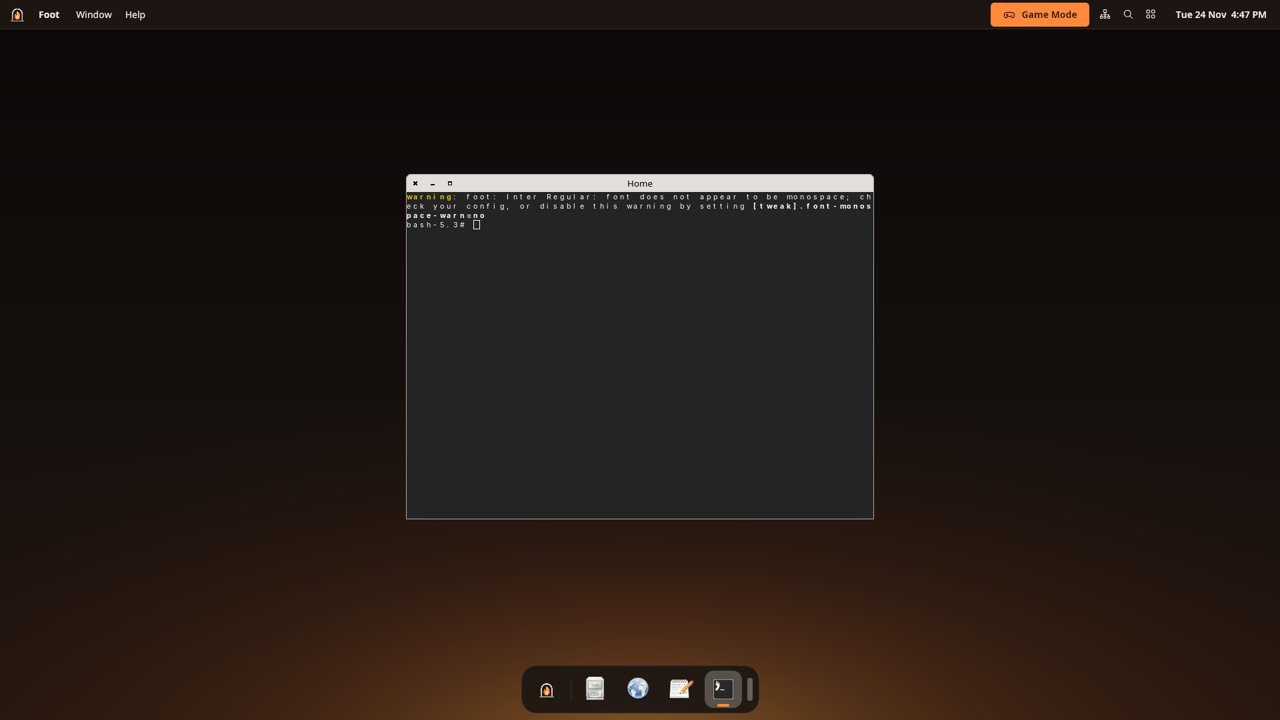 Foot Window Help Game Mode Tue 24 Nov 4:47 PM
Home
warning: foot: Inter Regular: font does not appear to be monospace; ch
eck your config, or disable this warning by setting [tweak].font-monos
pace-warn=no
bash-5.3#